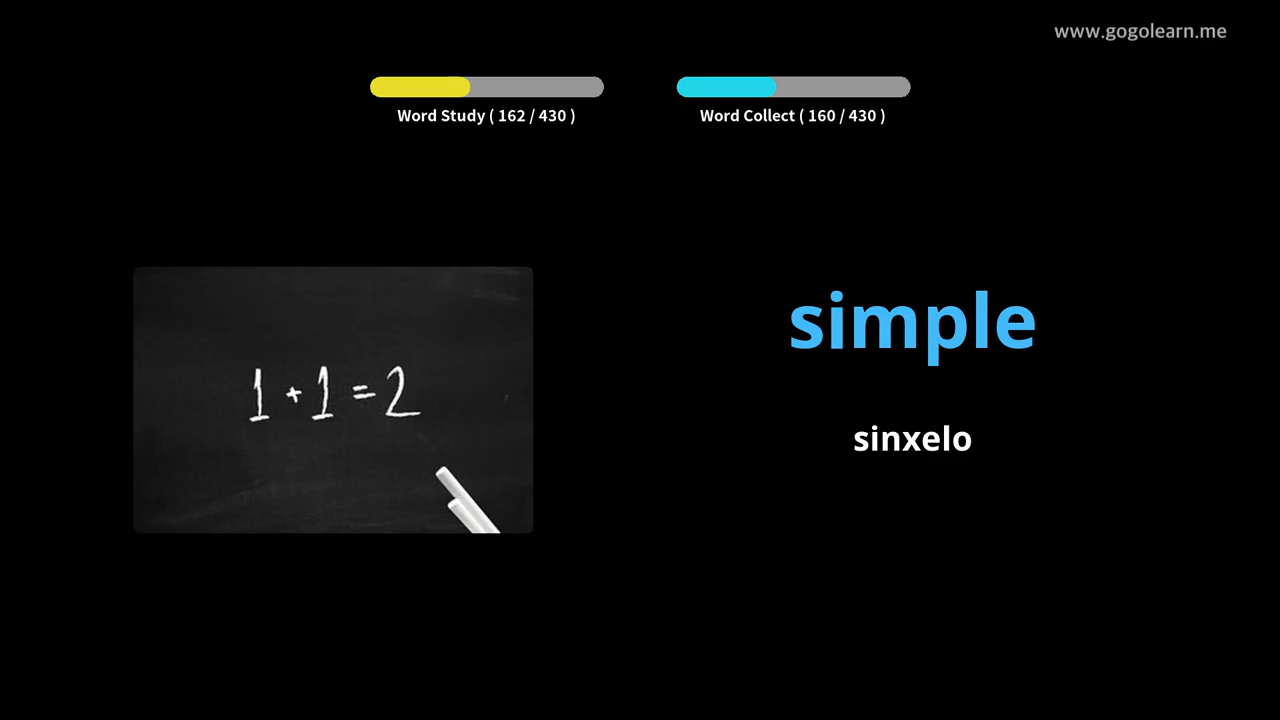 www.gogolearn.me
Word Study ( 162 / 430 )
Word Collect ( 160 / 430 )
1 + 1 = 2
simple
sinxelo